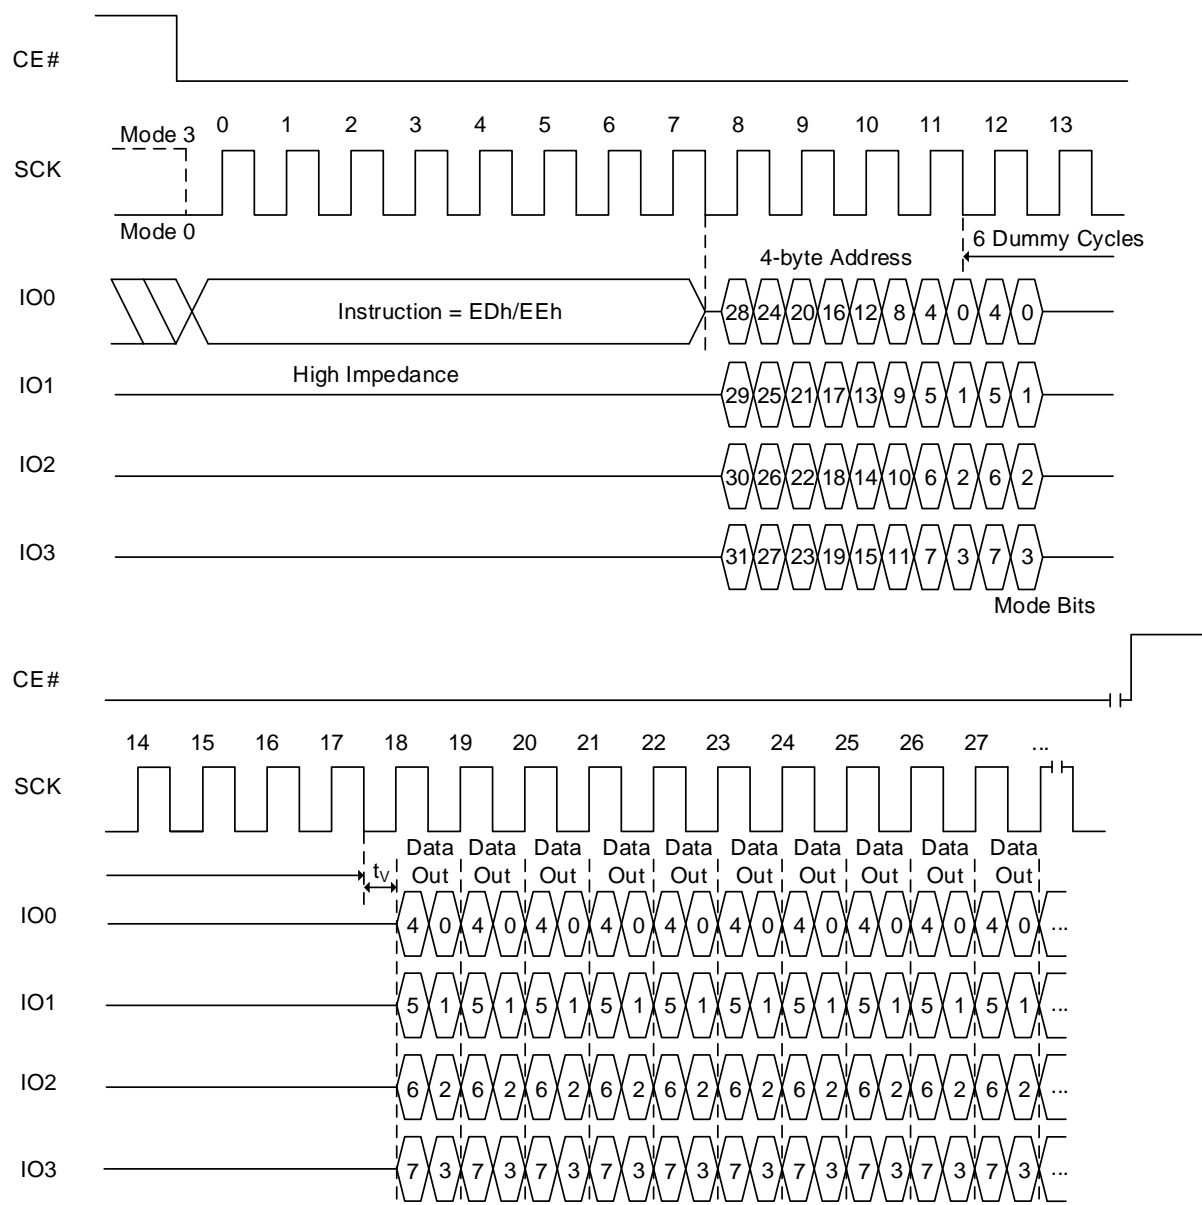 CE#
Mode 3 0 1 2 3 4 5 6 7 8 9 10 11 12 13
SCK
Mode 0
6 Dummy Cycles
4-byte Address
IO0 Instruction = EDh/EEh 28 24 20 16 12 8 4 0 4 0
High Impedance
IO1 29 25 21 17 13 9 5 1 5 1
IO2 30 26 22 18 14 10 6 2 6 2
IO3 31 27 23 19 15 11 7 3 7 3
Mode Bits
CE#
14 15 16 17 18 19 20 21 22 23 24 25 26 27 ...
SCK
Data Data Data Data Data Data Data Data Data Data
tV Out Out Out Out Out Out Out Out Out Out
IO0 4 0 4 0 4 0 4 0 4 0 4 0 4 0 4 0 4 0 4 0 ...
IO1 5 1 5 1 5 1 5 1 5 1 5 1 5 1 5 1 5 1 5 1 ...
IO2 6 2 6 2 6 2 6 2 6 2 6 2 6 2 6 2 6 2 6 2 ...
IO3 7 3 7 3 7 3 7 3 7 3 7 3 7 3 7 3 7 3 7 3 ...